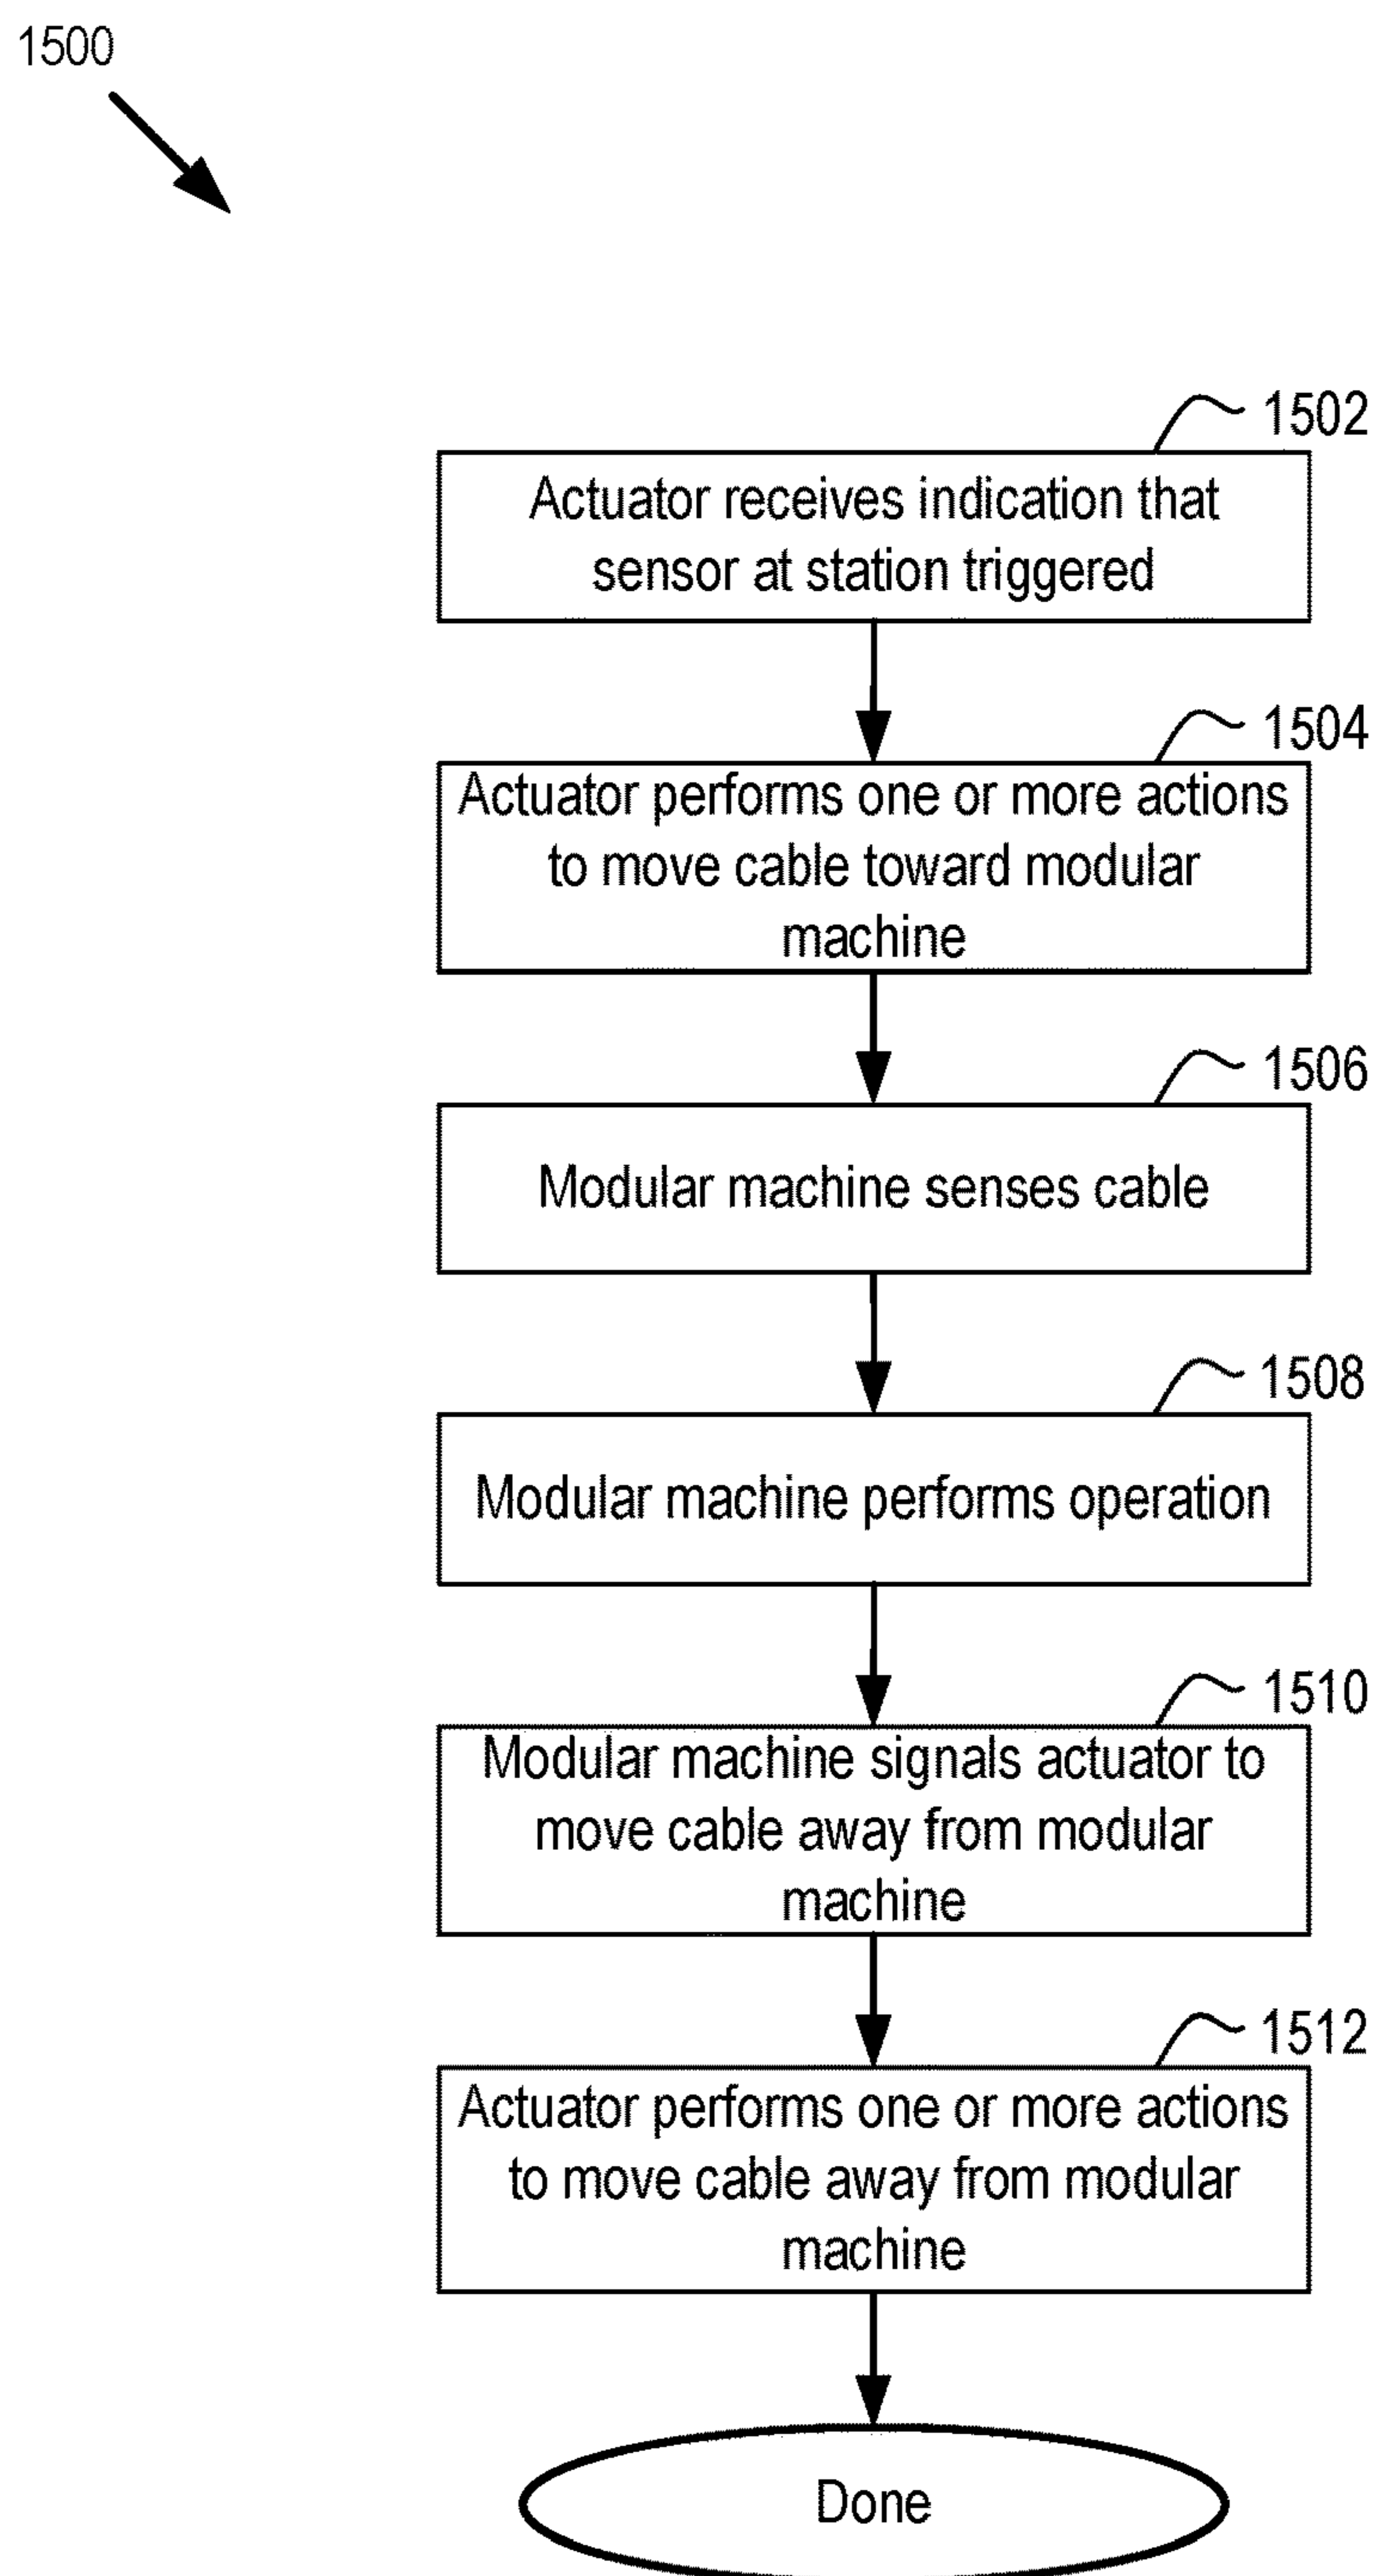 1500
1502
Actuator receives indication that
sensor at station triggered
1504
Actuator performs one or more actions
to move cable toward modular
machine
1506
Modular machine senses cable
1508
Modular machine performs operation
1510
Modular machine signals actuator to
move cable away from modular
machine
1512
Actuator performs one or more actions
to move cable away from modular
machine
Done